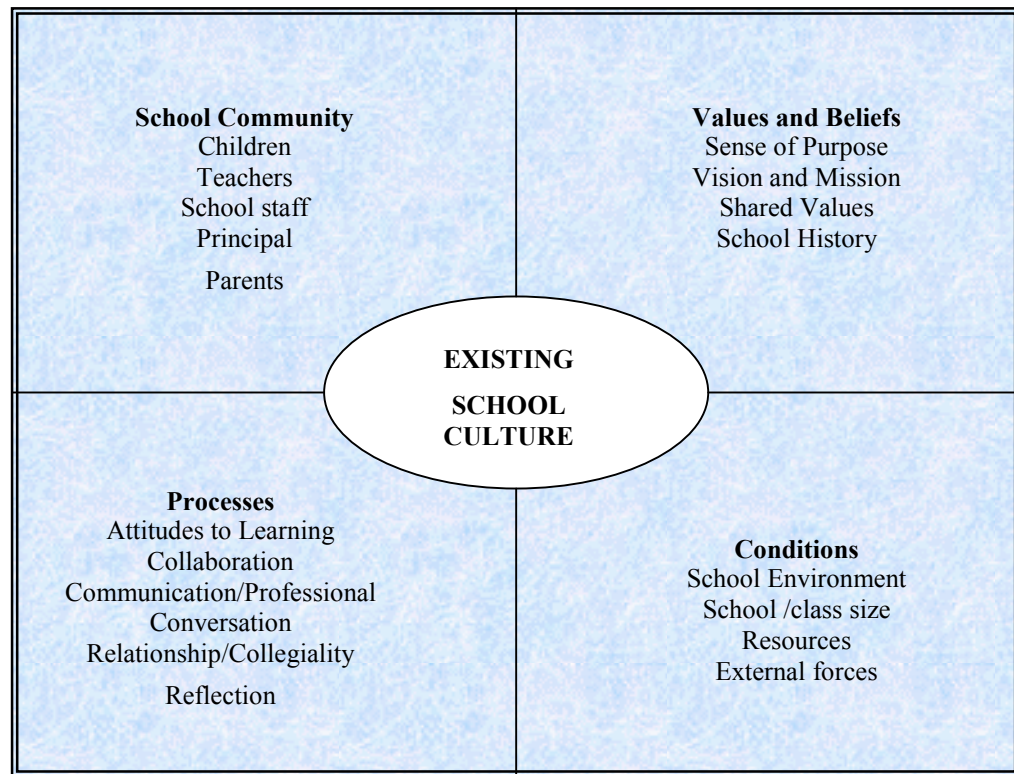 School Community
Children
Teachers
School staff
Principal
Parents
Values and Beliefs
Sense of Purpose
Vision and Mission
Shared Values
School History
EXISTING
SCHOOL
CULTURE
Processes
Attitudes to Learning
Collaboration
Communication/Professional
Conversation
Relationship/Collegiality
Reflection
Conditions
School Environment
School /class size
Resources
External forces